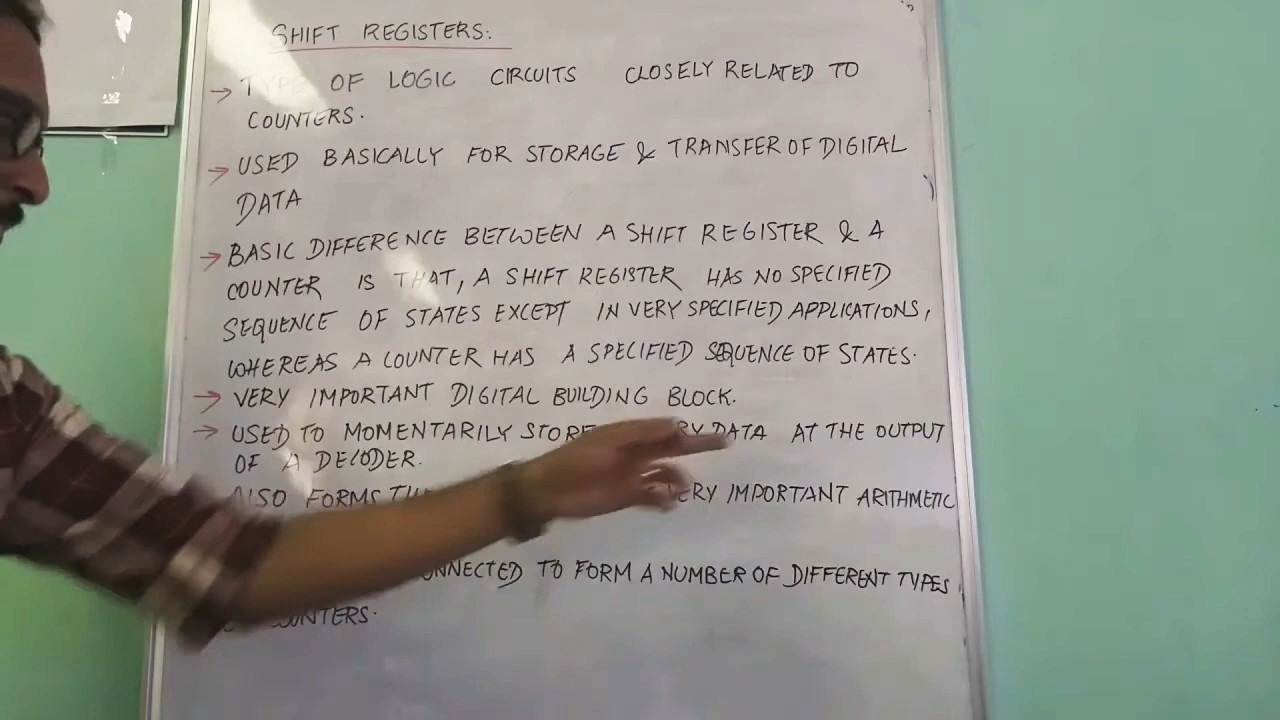 SHIFT REGISTERS:
→ TYPE OF LOGIC CIRCUITS CLOSELY RELATED TO
COUNTERS.
→ USED BASICALLY FOR STORAGE & TRANSFER OF DIGITAL
DATA
→ BASIC DIFFERENCE BETWEEN A SHIFT REGISTER & A
COUNTER IS THAT, A SHIFT REGISTER HAS NO SPECIFIED
SEQUENCE OF STATES EXCEPT IN VERY SPECIFIED APPLICATIONS,
WHEREAS A COUNTER HAS A SPECIFIED SEQUENCE OF STATES.
→ VERY IMPORTANT DIGITAL BUILDING BLOCK.
→ USED TO MOMENTARILY STORE DATA AT THE OUTPUT
OF A DECODER.
ALSO FORMS VERY IMPORTANT ARITHMETIC
TO FORM A NUMBER OF DIFFERENT TYPES
COUNTERS.